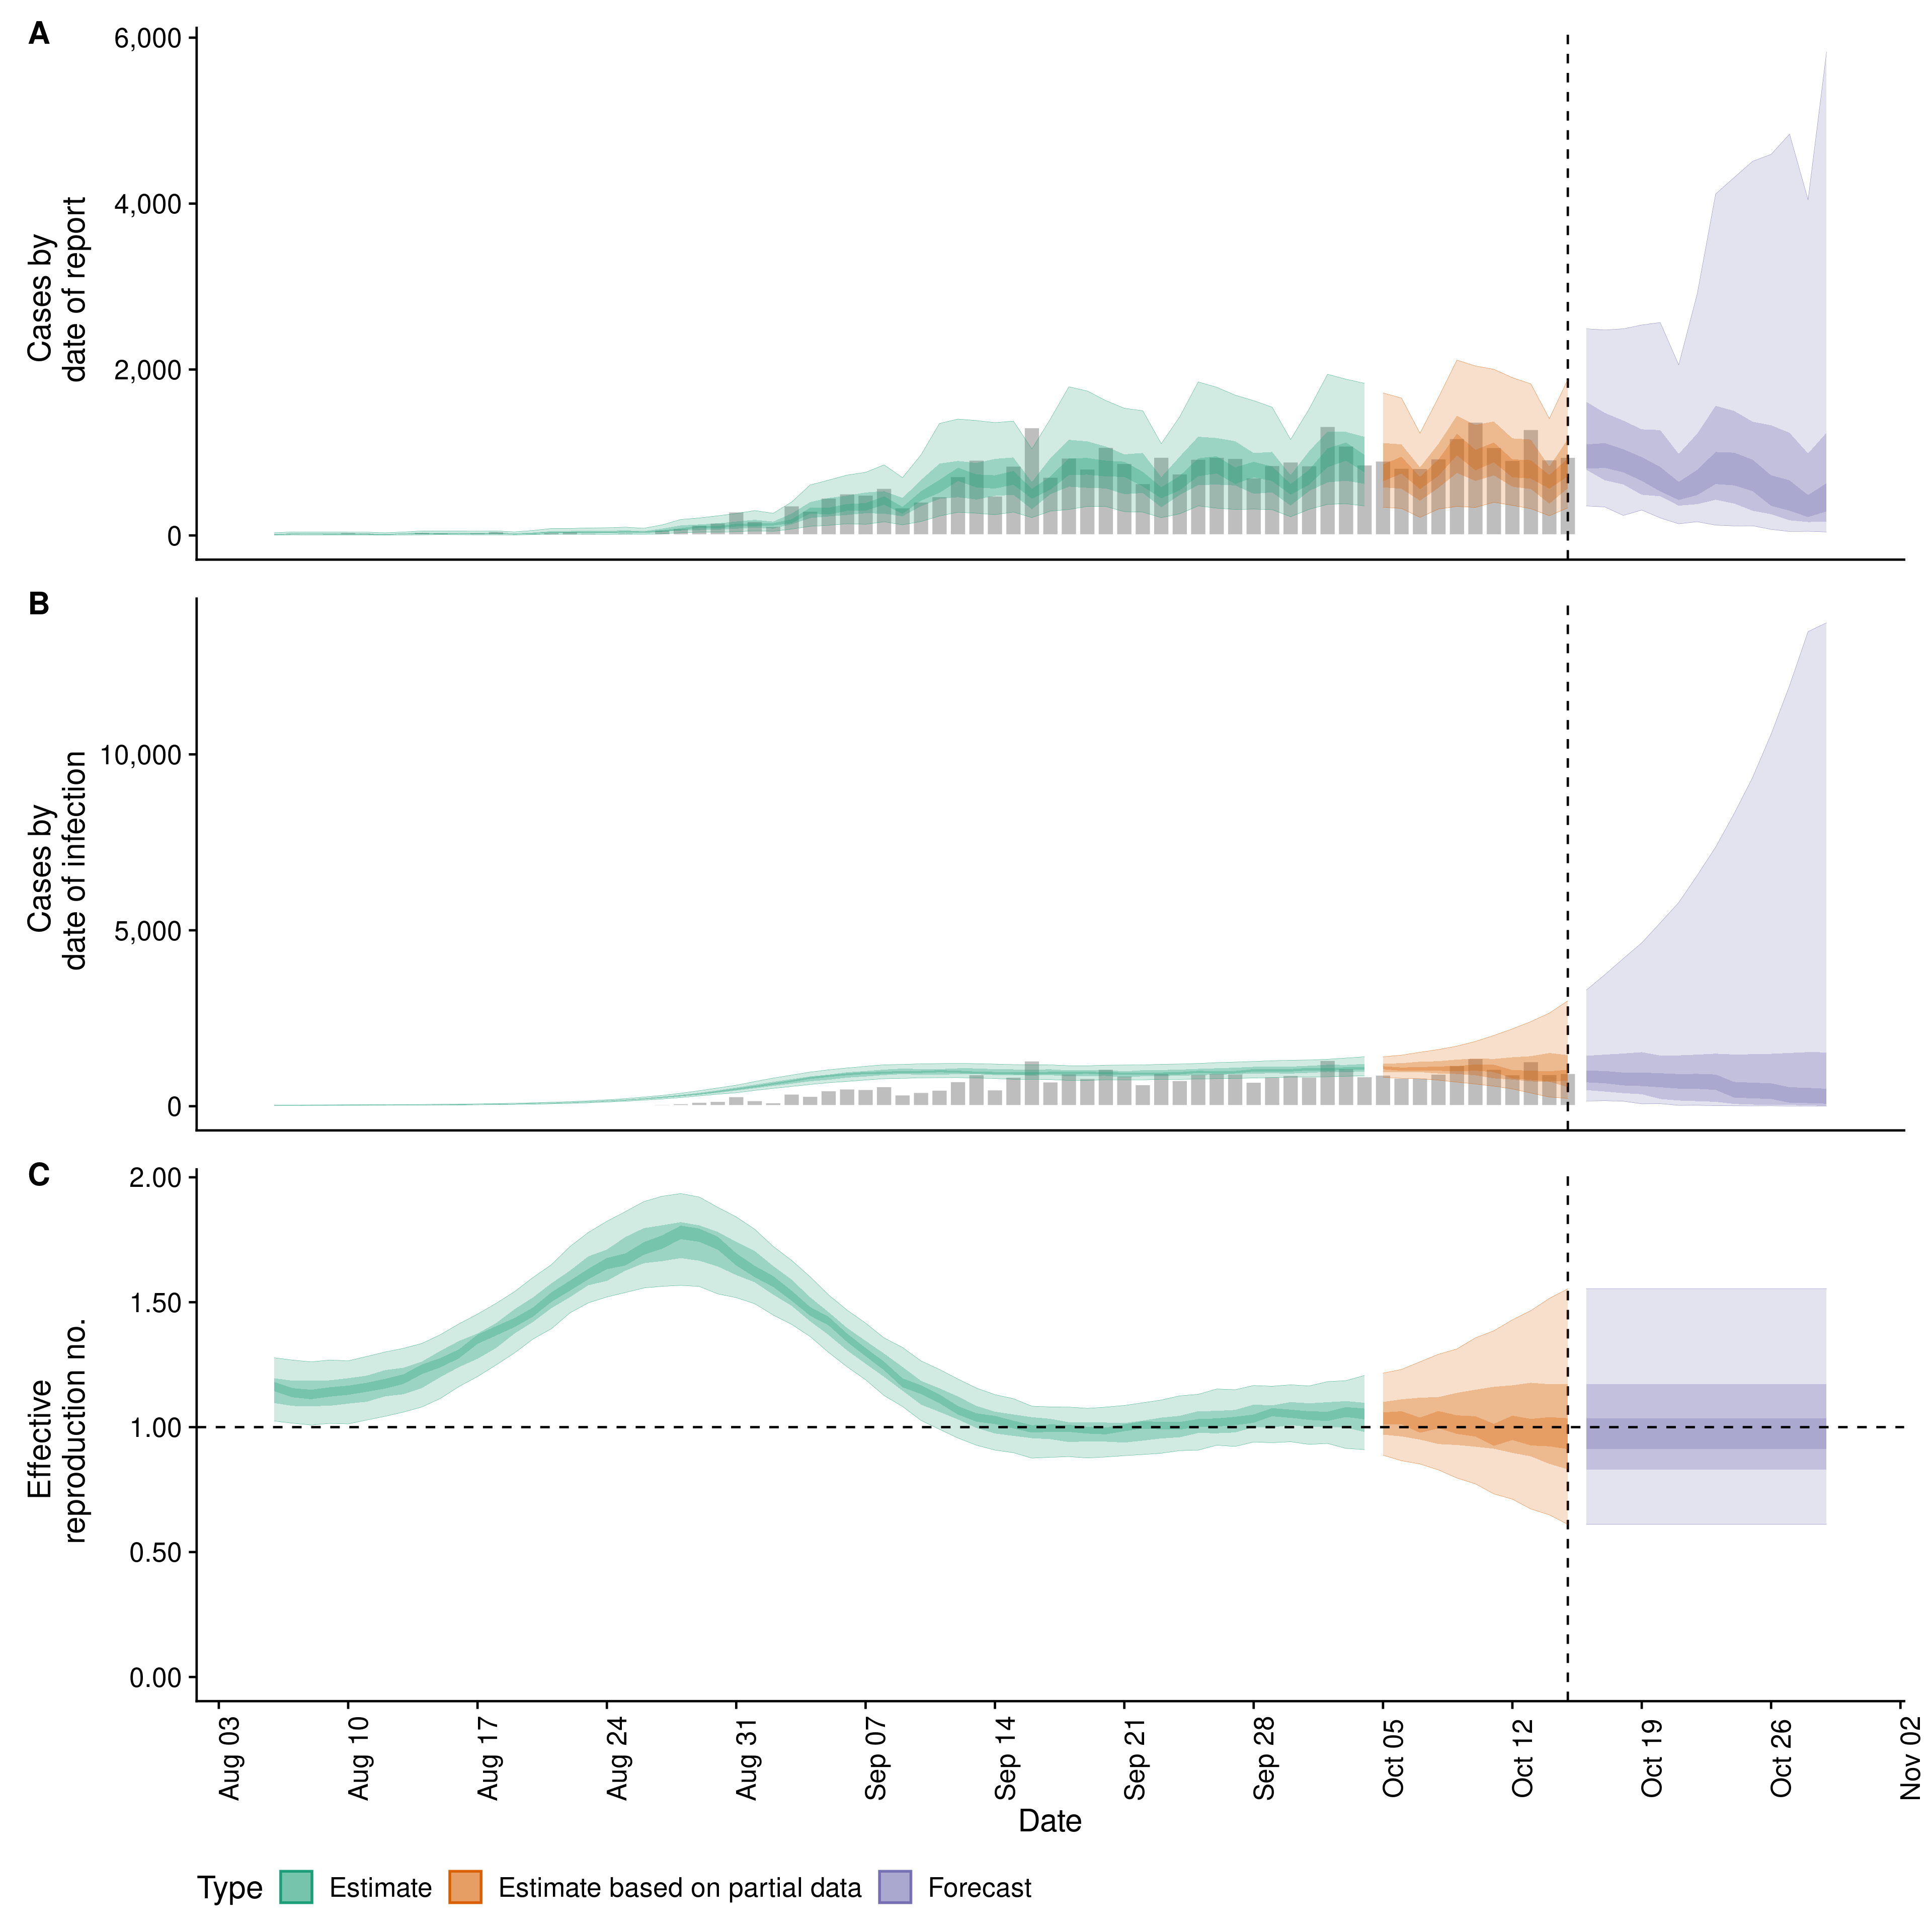 A
6,000
4,000
2,000
0
Cases by
date of report
B
10,000
5,000
0
Cases by
date of infection
C
2.00
1.50
1.00
0.50
0.00
Effective
reproduction no.
Aug 03
Aug 10
Aug 17
Aug 24
Aug 31
Sep 07
Sep 14
Sep 21
Sep 28
Oct 05
Oct 12
Oct 19
Oct 26
Nov 02
Date
Type Estimate Estimate based on partial data Forecast